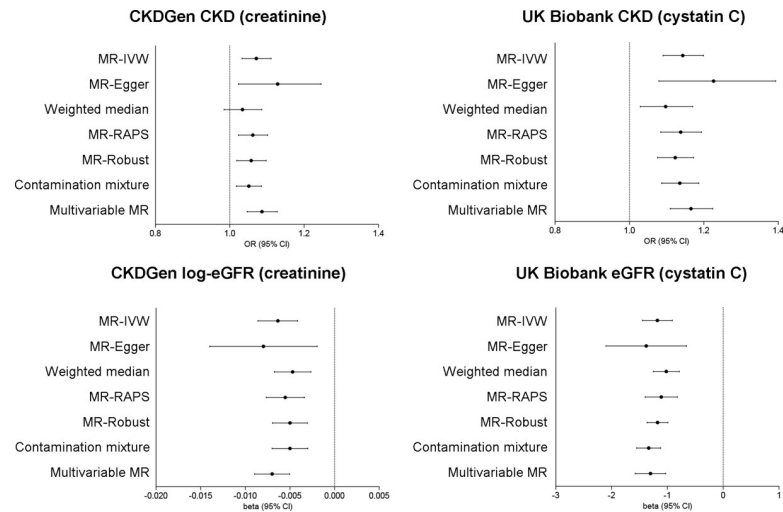 CKDGen CKD (creatinine)
MR-IVW
MR-Egger
Weighted median
MR-RAPS
MR-Robust
Contamination mixture
Multivariable MR
0.8 1.0 1.2 1.4
OR (95% CI)
UK Biobank CKD (cystatin C)
MR-IVW
MR-Egger
Weighted median
MR-RAPS
MR-Robust
Contamination mixture
Multivariable MR
0.8 1.0 1.2 1.4
OR (95% CI)
CKDGen log-eGFR (creatinine)
MR-IVW
MR-Egger
Weighted median
MR-RAPS
MR-Robust
Contamination mixture
Multivariable MR
-0.020 -0.015 -0.010 -0.005 0.000 0.005
beta (95% CI)
UK Biobank eGFR (cystatin C)
MR-IVW
MR-Egger
Weighted median
MR-RAPS
MR-Robust
Contamination mixture
Multivariable MR
-3 -2 -1 0 1
beta (95% CI)